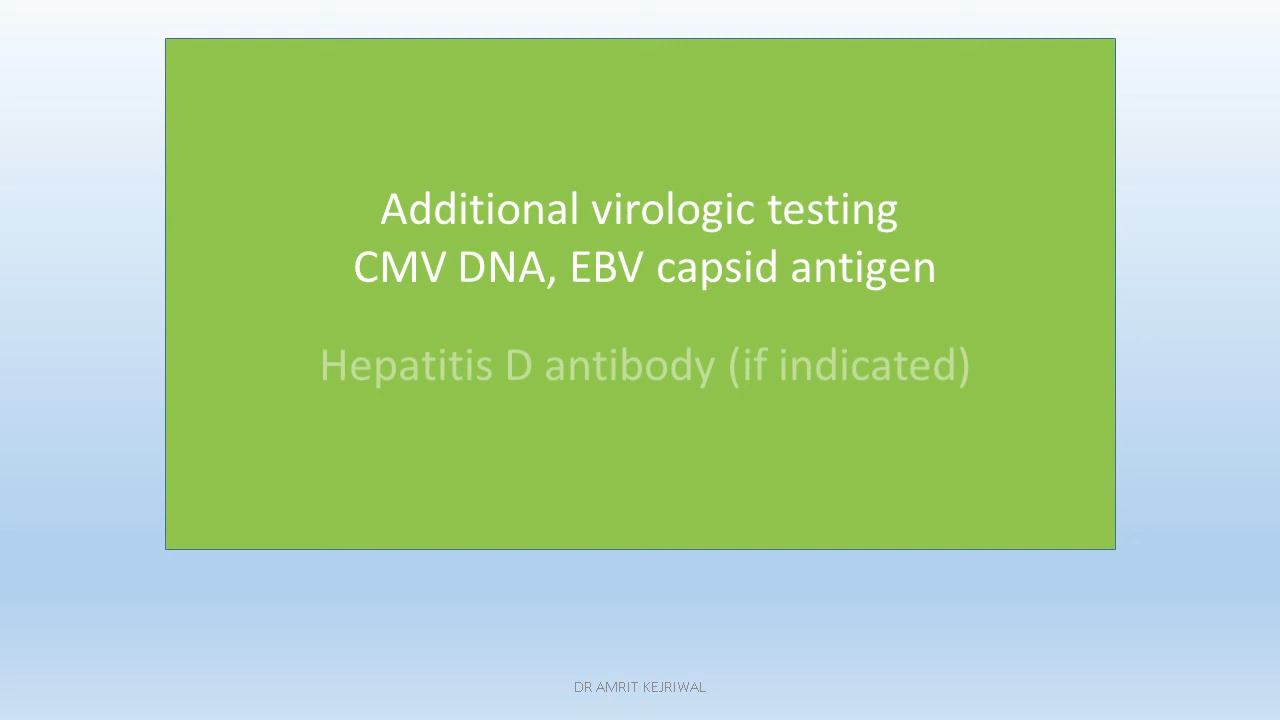 Additional virologic testing
CMV DNA, EBV capsid antigen
Hepatitis D antibody (if indicated)
DR AMRIT KEJRIWAL